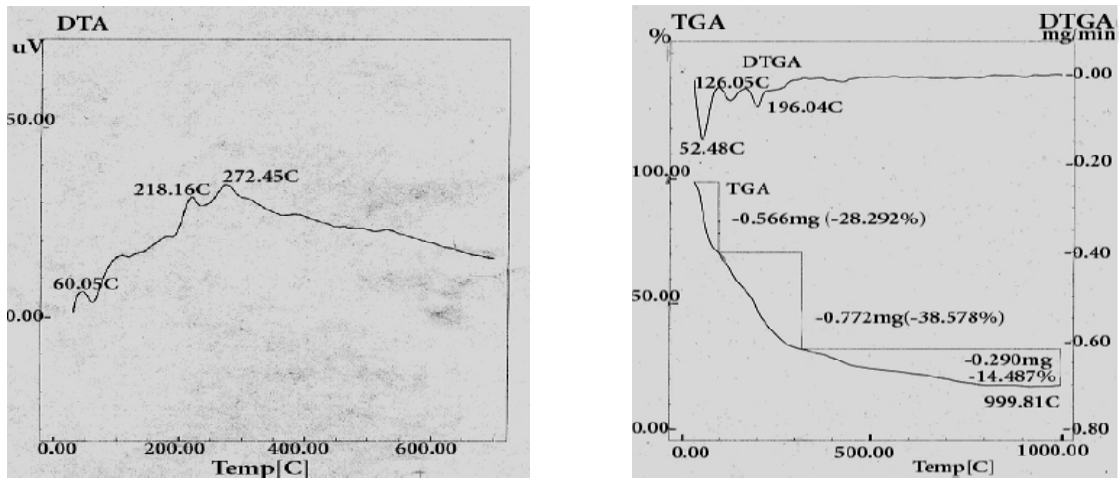 DTA
uV
50.00
272.45C
218.16C
60.05C
0.00
0.00 200.00 400.00 600.00
Temp[C]
TGA
%
DTGA
mg/min
DTGA
126.05C
196.04C
52.48C
100.00
50.00
0.00
TGA
-0.566mg (-28.292%)
-0.772mg(-38.578%)
-0.290mg
-14.487%
999.81C
-0.00
-0.20
-0.40
-0.60
-0.80
0.00 500.00 1000.00
Temp[C]